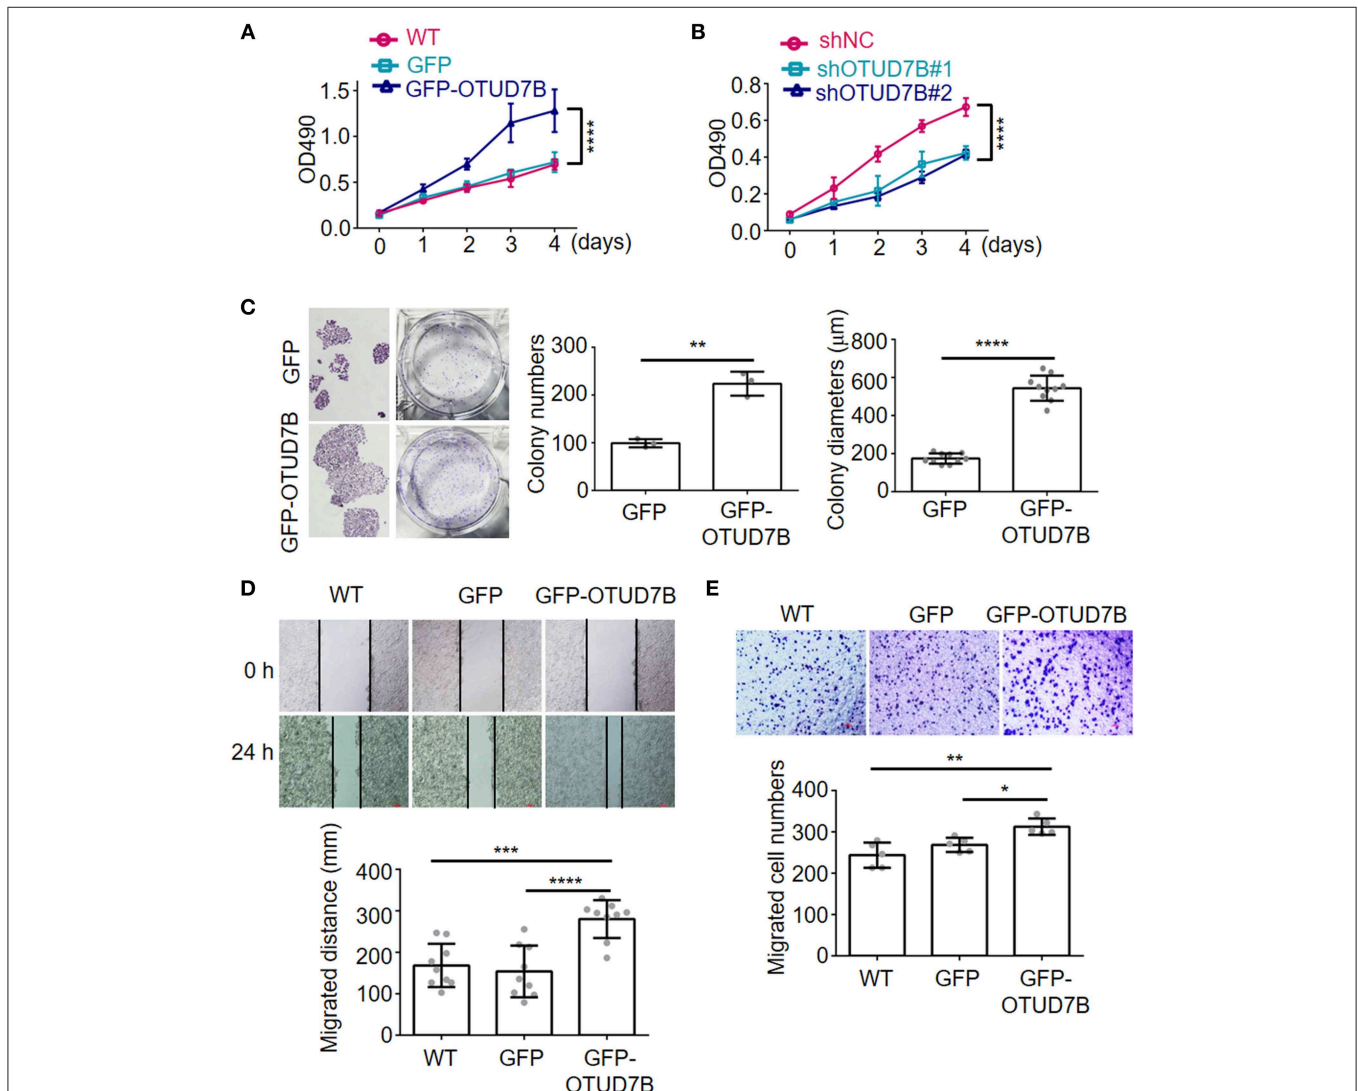 A
WT
GFP
GFP-OTUD7B
OD490
1.5
1.0
0.5
0.0
0 1 2 3 4 (days)
****
B
shNC
shOTUD7B#1
shOTUD7B#2
OD490
0.8
0.6
0.4
0.2
0.0
0 1 2 3 4 (days)
****
C
GFP
GFP-OTUD7B
Colony numbers
300
200
100
0
**
GFP
GFP-
OTUD7B
Colony diameters (μm)
800
600
400
200
0
****
GFP
GFP-
OTUD7B
D
WT GFP GFP-OTUD7B
0 h
24 h
Migrated distance (mm)
400
300
200
100
0
***
****
WT
GFP
GFP-
OTUD7B
E
WT GFP GFP-OTUD7B
Migrated cell numbers
400
300
200
100
0
**
*
WT
GFP
GFP-
OTUD7B